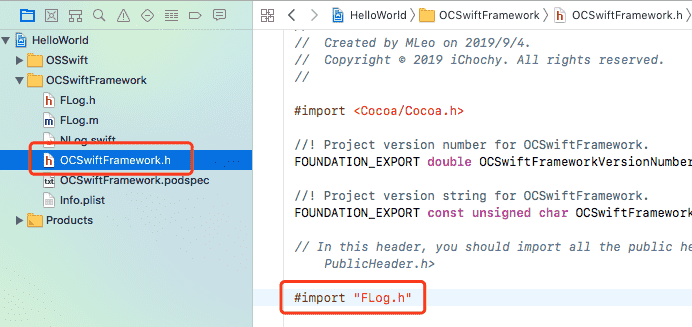 HelloWorld
OSSwift
OCSwiftFramework
FLog.h
FLog.m
NLog.swift
OCSwiftFramework.h
OCSwiftFramework.podspec
Info.plist
Products
HelloWorld OCSwiftFramework OCSwiftFramework.h
//
// Created by MLeo on 2019/9/4.
// Copyright © 2019 iChochy. All rights reserved.
//
#import <Cocoa/Cocoa.h>
//! Project version number for OCSwiftFramework.
FOUNDATION_EXPORT double OCSwiftFrameworkVersionNumber
//! Project version string for OCSwiftFramework.
FOUNDATION_EXPORT const unsigned char OCSwiftFramework
// In this header, you should import all the public he
PublicHeader.h>
#import "FLog.h"